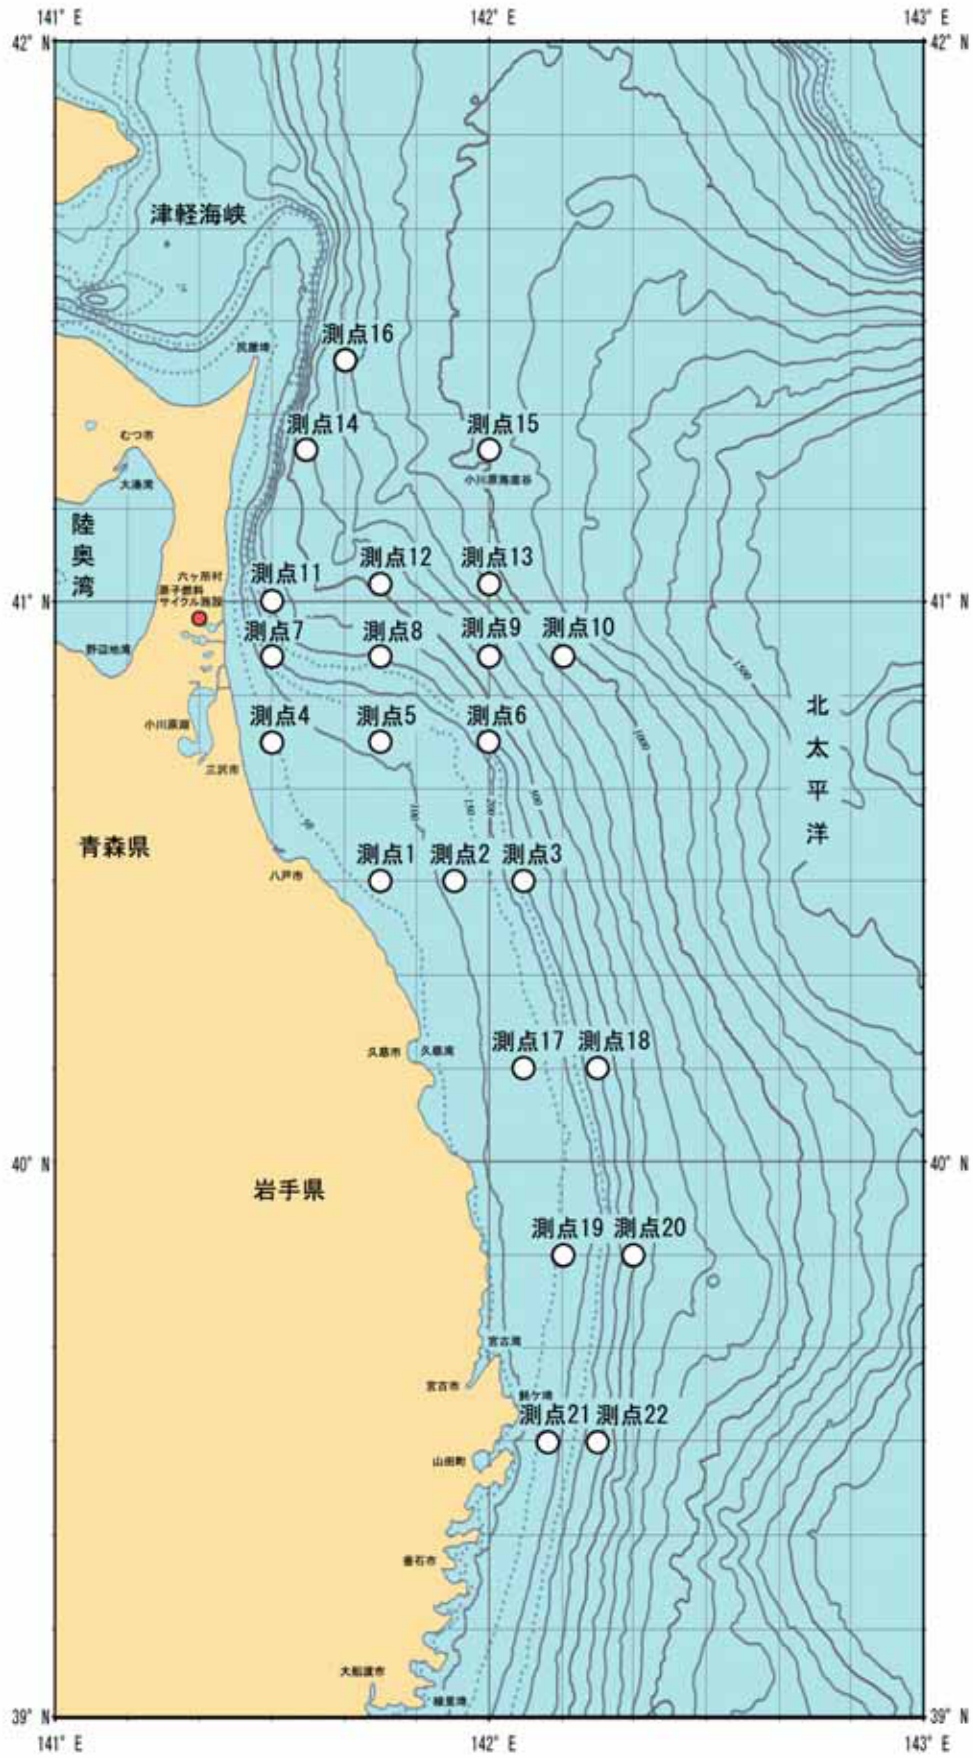 141° E
142° E
143° E
42° N
42° N
津軽海峡
測点16
尻屋埼
測点14
測点15
むつ市
小川原海底谷
大湊湾
陸奥湾
測点12
測点13
測点11
六ヶ所村
原子燃料
サイクル施設
41° N
41° N
測点7
測点8
測点9
測点10
野辺地湾
1500
北太平洋
測点4
測点5
測点6
小川原湖
1000
三沢市
500
100
150
200
50
青森県
測点1
測点2
測点3
八戸市
測点17
測点18
久慈市
久慈湾
40° N
40° N
岩手県
測点19
測点20
宮古湾
宮古市
測点21
測点22
山田町
釜石市
大船渡市
39° N
39° N
141° E
142° E
143° E